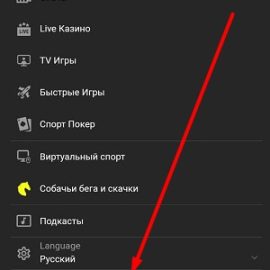 Live Казино
TV Игры
Быстрые Игры
Спорт Покер
Виртуальный спорт
Собачьи бега и скачки
Подкасты
Language
Русский